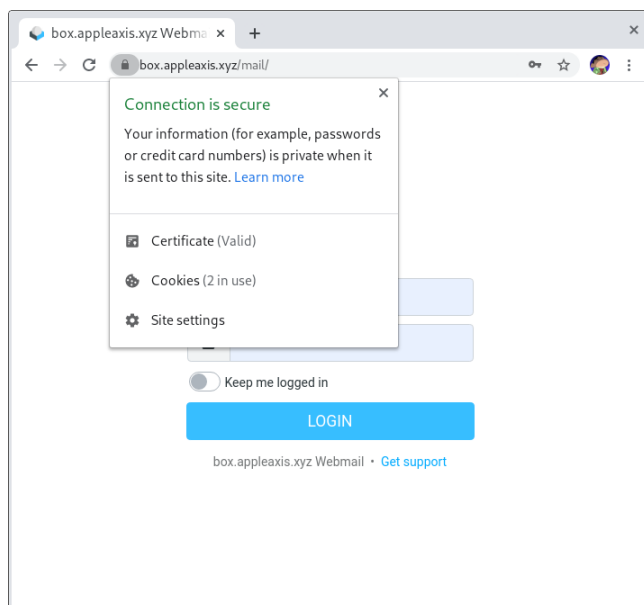 box.appleaxis.xyz Webma
box.appleaxis.xyz/mail/
Connection is secure
Your information (for example, passwords
or credit card numbers) is private when it
is sent to this site. Learn more
Certificate (Valid)
Cookies (2 in use)
Site settings
Keep me logged in
LOGIN
box.appleaxis.xyz Webmail • Get support